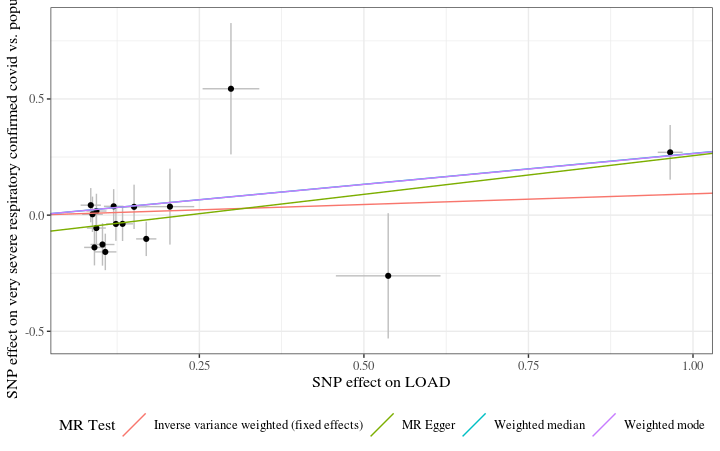 SNP effect on very severe respiratory confirmed covid vs.
0.5
0.0
-0.5
0.25
0.50
0.75
1.00
SNP effect on LOAD
MR Test
Inverse variance weighted (fixed effects)
MR Egger
Weighted median
Weighted mode